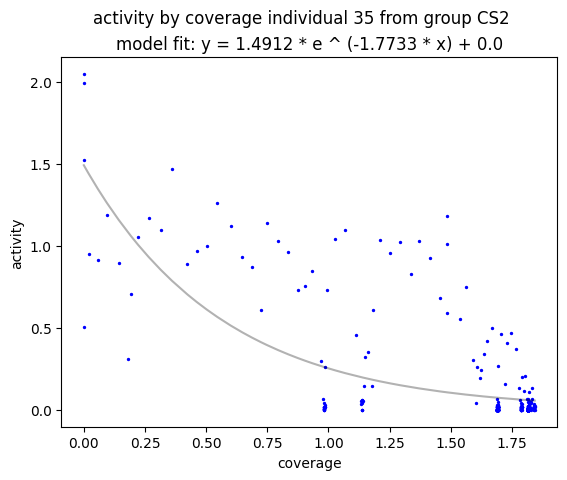 activity by coverage individual 35 from group CS2
model fit: y = 1.4912 * e ^ (-1.7733 * x) + 0.0
2.0
1.5
1.0
0.5
0.0
activity
0.00 0.25 0.50 0.75 1.00 1.25 1.50 1.75
coverage